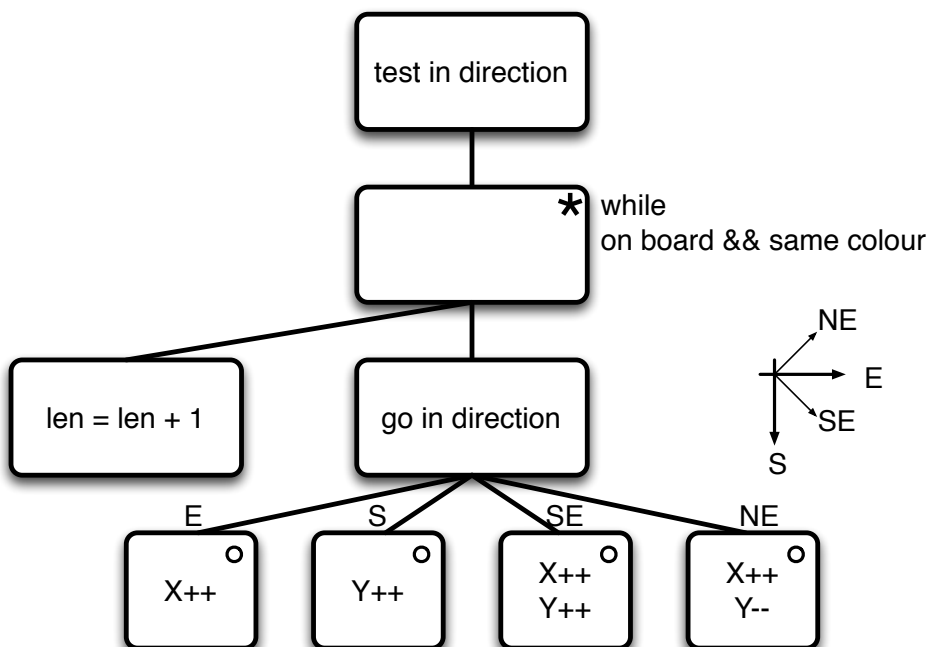 test in direction
*
while
on board && same colour
NE
E
SE
S
len = len + 1
go in direction
E
S
SE
NE
X++
Y++
X++
Y++
X++
Y--